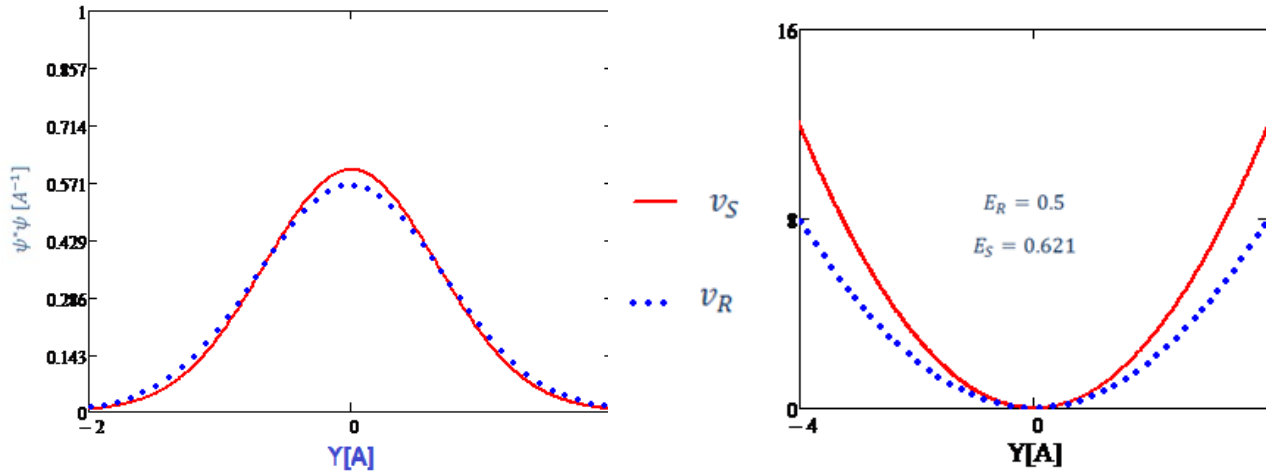 1
0.857
0.714
0.571
0.429
0.286
0.143
0
−2
0
Y[A]
ψ*ψ [A⁻¹]
v_S
v_R
16
8
0
−4
0
Y[A]
E_R = 0.5
E_S = 0.621